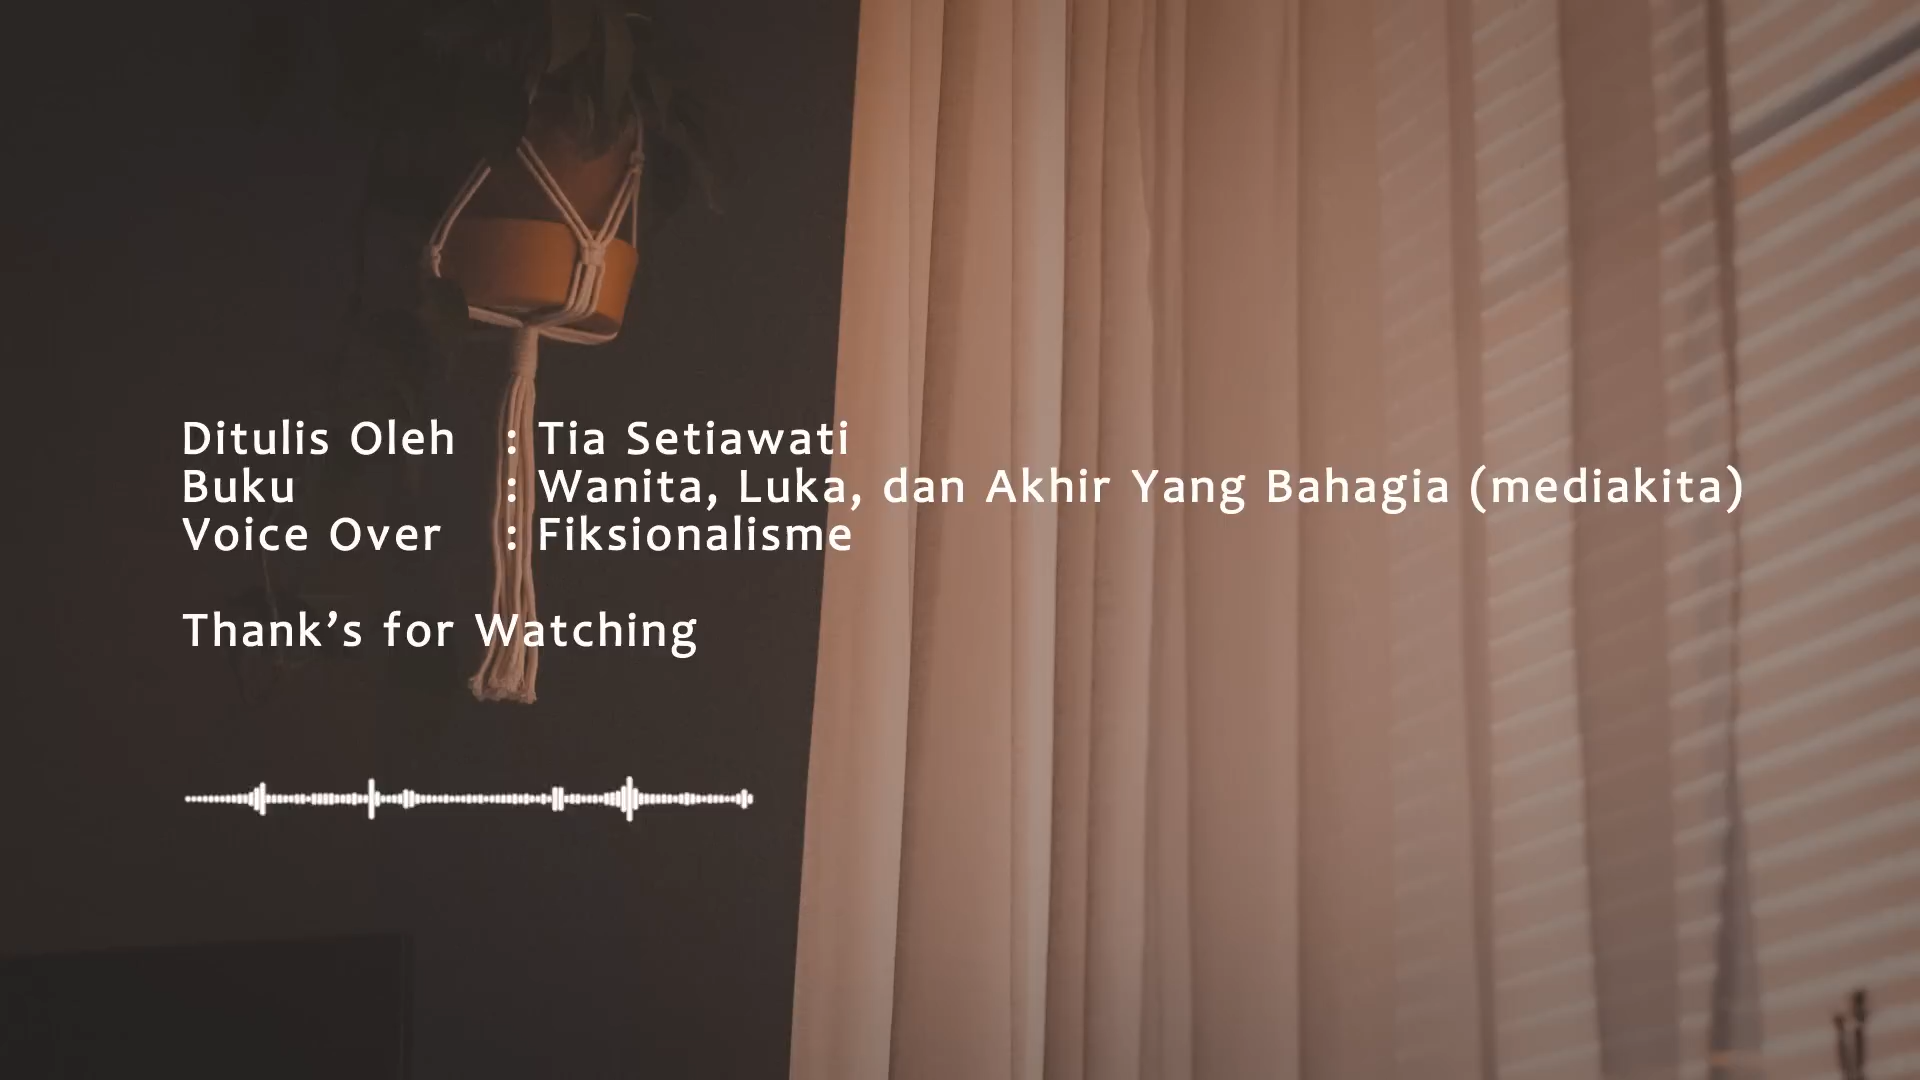 Ditulis Oleh : Tia Setiawati
Buku : Wanita, Luka, dan Akhir Yang Bahagia (mediakita)
Voice Over : Fiksionalisme
Thank’s for Watching